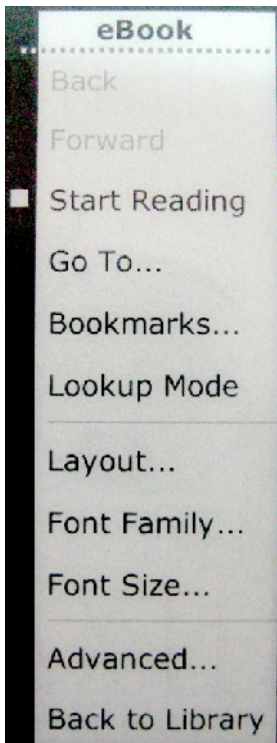 eBook
Back
Forward
Start Reading
Go To...
Bookmarks...
Lookup Mode
Layout...
Font Family...
Font Size...
Advanced...
Back to Library